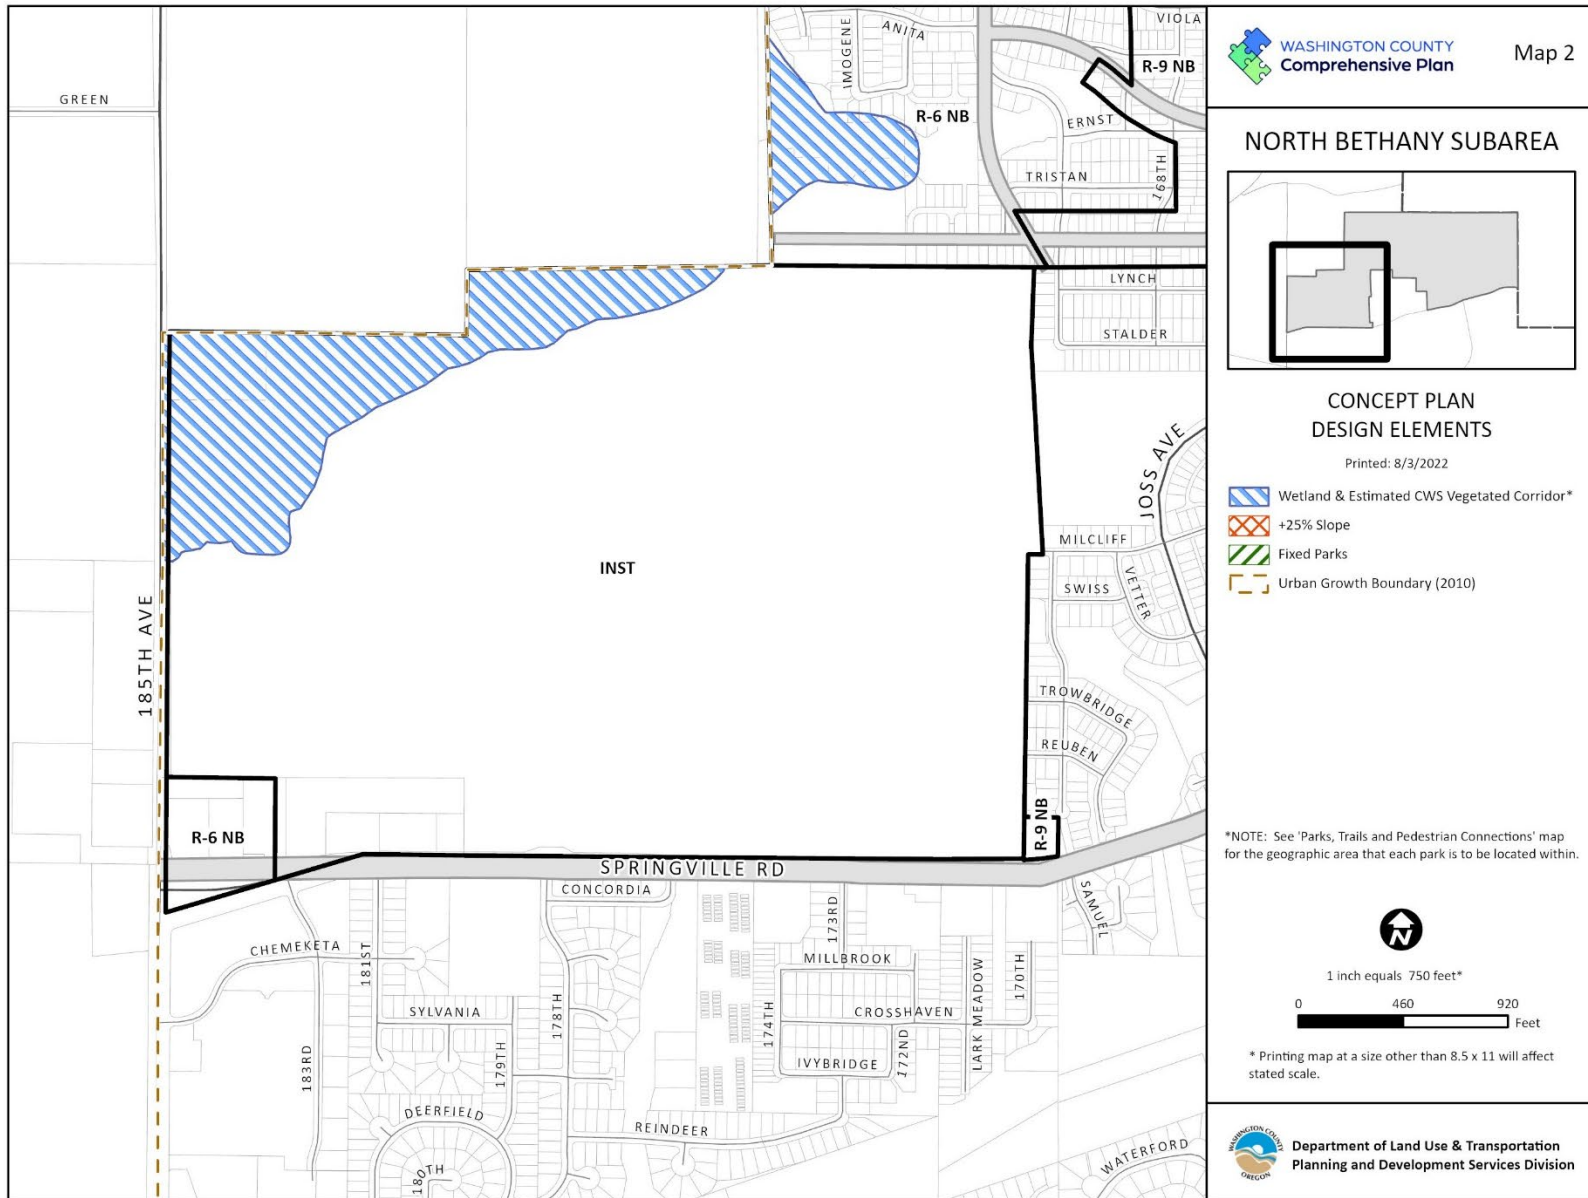 GREEN
IMOGENE
ANITA
VIOLA
R-9 NB
R-6 NB
ERNST
TRISTAN
168TH
LYNCH
STALDER
JOSS AVE
MILCLIFF
SWISS
VETTER
INST
185TH AVE
TROWBRIDGE
REUBEN
R-9 NB
R-6 NB
SPRINGVILLE RD
CONCORDIA
SAMUEL
173RD
CHEMEKETA
181ST
MILLBROOK
LARK MEADOW
170TH
SYLVANIA
178TH
174TH
CROSSHAVEN
183RD
179TH
IVYBRIDGE
172ND
DEERFIELD
REINDEER
180TH
WATERFORD
WASHINGTON COUNTY
Comprehensive Plan
Map 2
NORTH BETHANY SUBAREA
CONCEPT PLAN
DESIGN ELEMENTS
Printed: 8/3/2022
Wetland & Estimated CWS Vegetated Corridor*
+25% Slope
Fixed Parks
Urban Growth Boundary (2010)
*NOTE: See 'Parks, Trails and Pedestrian Connections' map
for the geographic area that each park is to be located within.
N
1 inch equals 750 feet*
0 460 920
Feet
* Printing map at a size other than 8.5 x 11 will affect
stated scale.
WASHINGTON COUNTY
OREGON
Department of Land Use & Transportation
Planning and Development Services Division